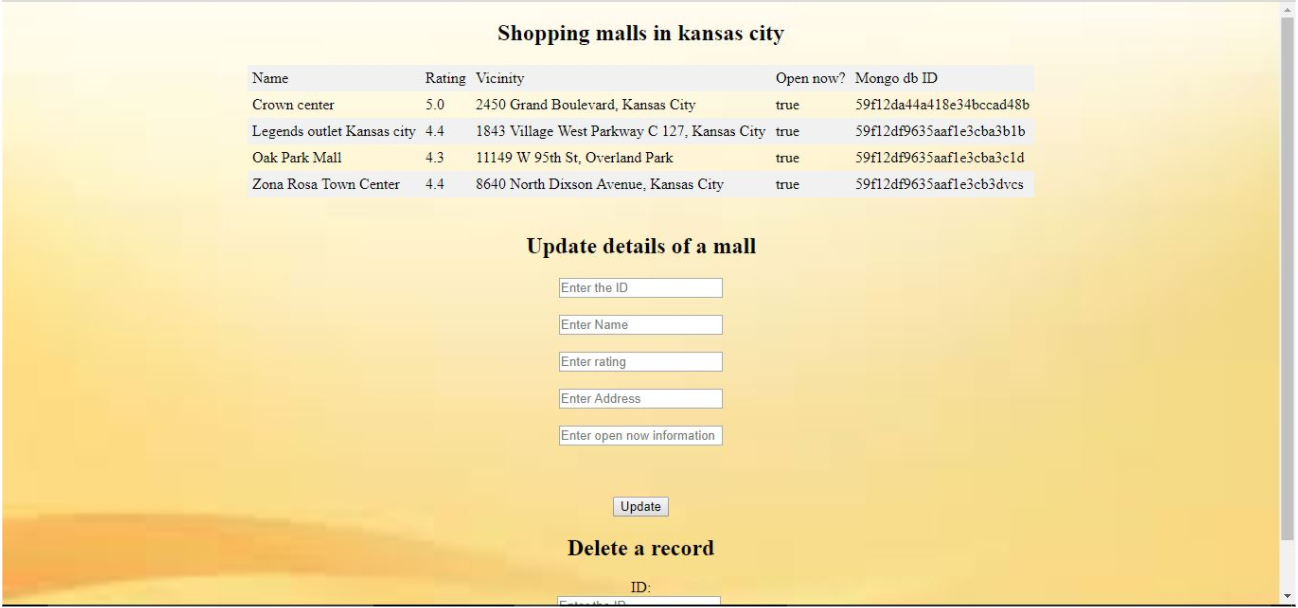 Shopping malls in kansas city
Name Rating Vicinity Open now? Mongo db ID
Crown center 5.0 2450 Grand Boulevard, Kansas City true 59f12da44a418e34bccad48b
Legends outlet Kansas city 4.4 1843 Village West Parkway C 127, Kansas City true 59f12df9635aaf1e3cba3b1b
Oak Park Mall 4.3 11149 W 95th St, Overland Park true 59f12df9635aaf1e3cba3c1d
Zona Rosa Town Center 4.4 8640 North Dixson Avenue, Kansas City true 59f12df9635aaf1e3cb3dvcs
Update details of a mall
Enter the ID
Enter Name
Enter rating
Enter Address
Enter open now information
Update
Delete a record
ID:
Enter the ID